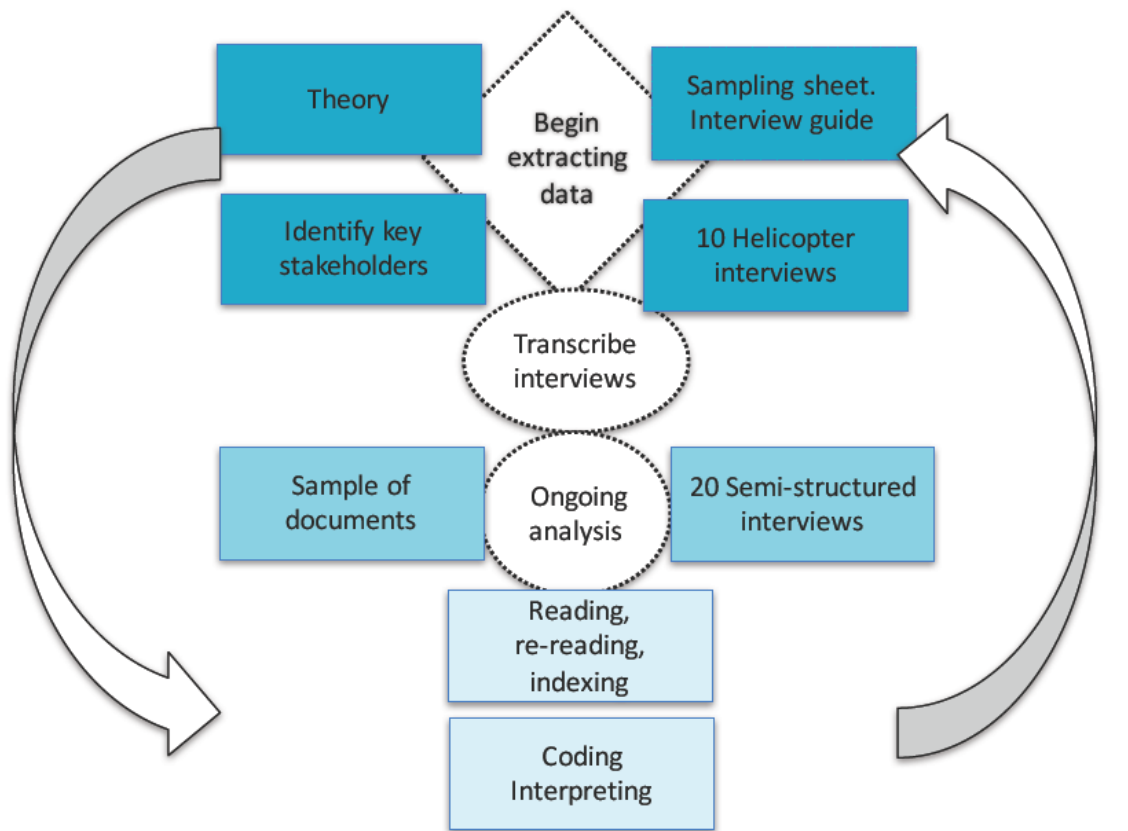 Theory
Sampling sheet.
Interview guide
Begin
extracting
data
Identify key
stakeholders
10 Helicopter
interviews
Transcribe
interviews
Sample of
documents
Ongoing
analysis
20 Semi-structured
interviews
Reading,
re-reading,
indexing
Coding
Interpreting